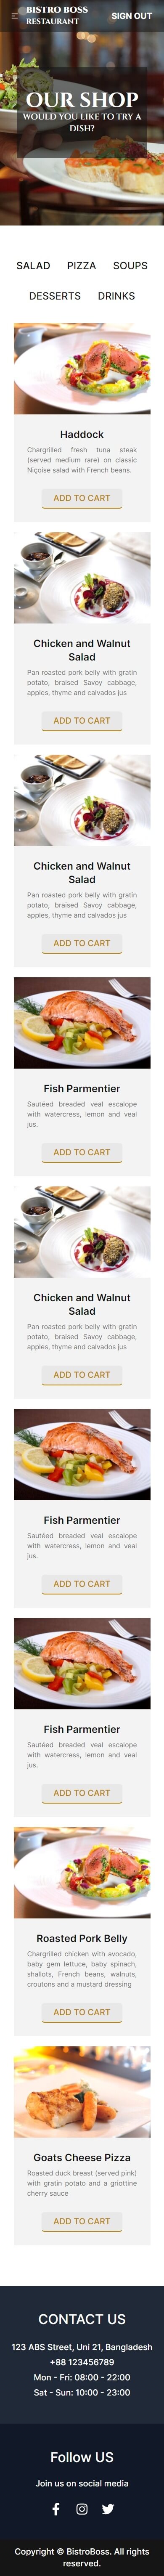 BISTRO BOSS
RESTAURANT
SIGN OUT
OUR SHOP
WOULD YOU LIKE TO TRY A
DISH?
SALAD PIZZA SOUPS
DESSERTS DRINKS
Haddock
Chargrilled fresh tuna steak
(served medium rare) on classic
Niçoise salad with French beans.
ADD TO CART
Chicken and Walnut
Salad
Pan roasted pork belly with gratin
potato, braised Savoy cabbage,
apples, thyme and calvados jus
ADD TO CART
Chicken and Walnut
Salad
Pan roasted pork belly with gratin
potato, braised Savoy cabbage,
apples, thyme and calvados jus
ADD TO CART
Fish Parmentier
Sautéed breaded veal escalope
with watercress, lemon and veal
jus.
ADD TO CART
Chicken and Walnut
Salad
Pan roasted pork belly with gratin
potato, braised Savoy cabbage,
apples, thyme and calvados jus
ADD TO CART
Fish Parmentier
Sautéed breaded veal escalope
with watercress, lemon and veal
jus.
ADD TO CART
Fish Parmentier
Sautéed breaded veal escalope
with watercress, lemon and veal
jus.
ADD TO CART
Roasted Pork Belly
Chargrilled chicken with avocado,
baby gem lettuce, baby spinach,
shallots, French beans, walnuts,
croutons and a mustard dressing
ADD TO CART
Goats Cheese Pizza
Roasted duck breast (served pink)
with gratin potato and a griottine
cherry sauce
ADD TO CART
CONTACT US
123 ABS Street, Uni 21, Bangladesh
+88 123456789
Mon - Fri: 08:00 - 22:00
Sat - Sun: 10:00 - 23:00
Follow US
Join us on social media
Copyright © BistroBoss. All rights
reserved.